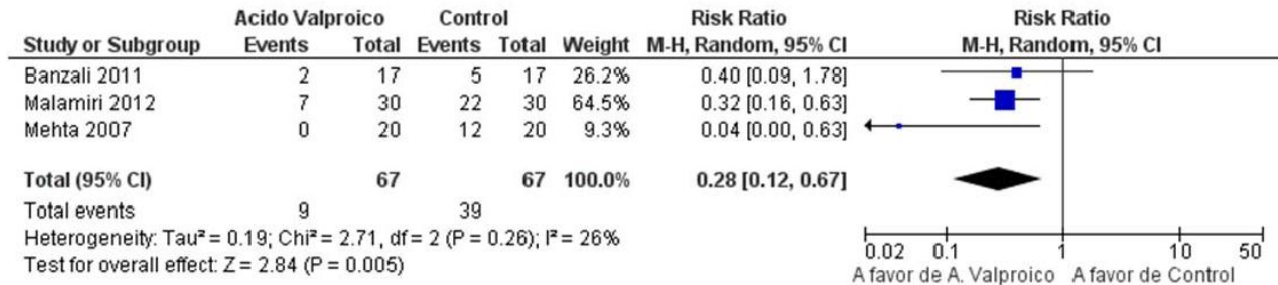 Acido Valproico Control Risk Ratio Risk Ratio
Study or Subgroup Events Total Events Total Weight M-H, Random, 95% CI M-H, Random, 95% CI
Banzali 2011 2 17 5 17 26.2% 0.40 [0.09, 1.78]
Malamiri 2012 7 30 22 30 64.5% 0.32 [0.16, 0.63]
Mehta 2007 0 20 12 20 9.3% 0.04 [0.00, 0.63]
Total (95% CI) 67 67 100.0% 0.28 [0.12, 0.67]
Total events 9 39
Heterogeneity: Tau² = 0.19; Chi² = 2.71, df = 2 (P = 0.26); I² = 26%
Test for overall effect: Z = 2.84 (P = 0.005)
0.02 0.1 1 10 50
A favor de A. Valproico A favor de Control